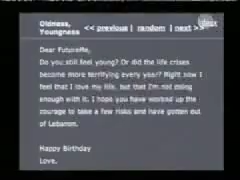 Oldness,
Youngness
<< previous | random | next >>
Dear FutureMe,
Do you still feel young? Or did the life crises
become more terrifying every year? Right now I
feel that I love my life, but that I'm not doing
enough with it. I hope you have worked up the
courage to take a few risks and have gotten out
of Lebanon.
Happy Birthday
Love,